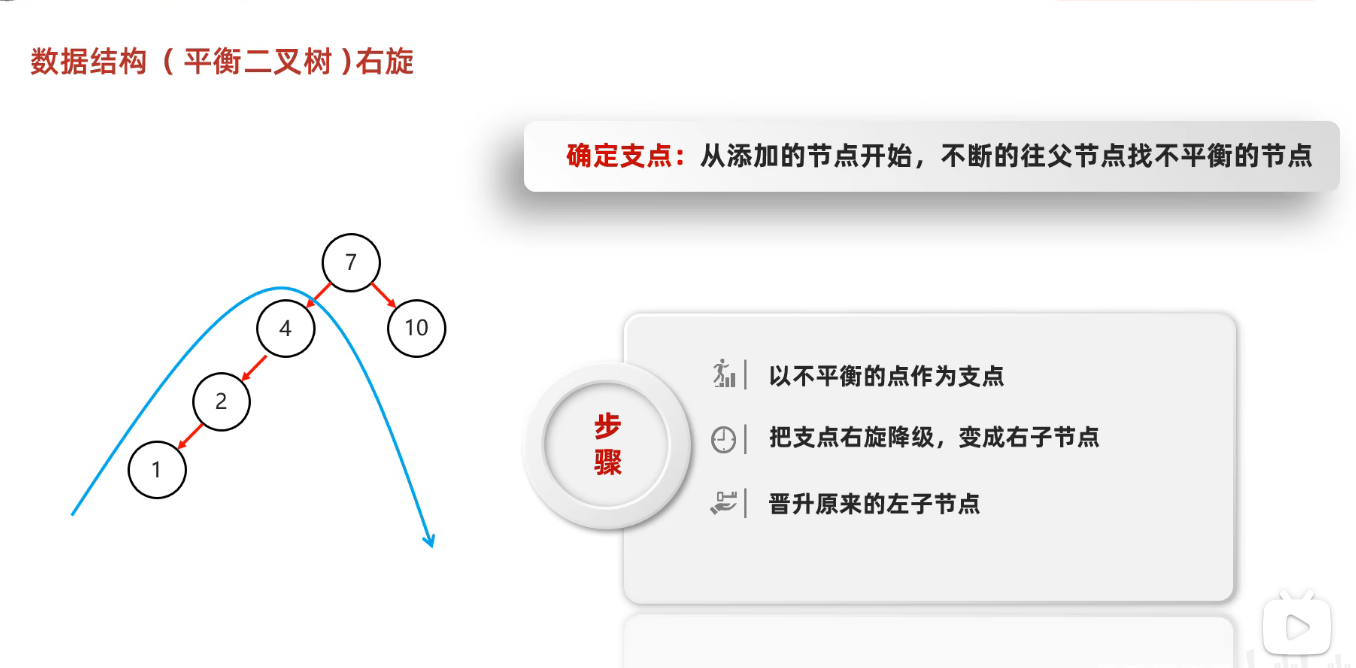 数据结构（平衡二叉树)右旋
确定支点：从添加的节点开始，不断的往父节点找不平衡的节点
7
4
10
2
1
步
骤
以不平衡的点作为支点
把支点右旋降级，变成右子节点
晋升原来的左子节点